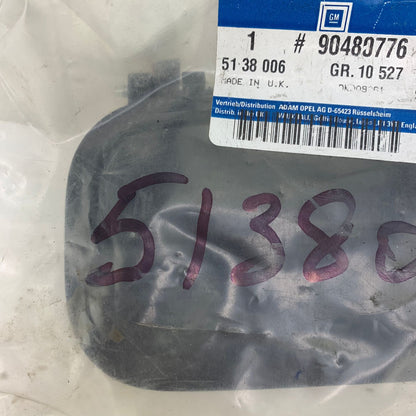 GM
1 # 90480776
51 38 006 GR. 10 527
MADE IN U.K.
Vertrieb/Distribution ADAM OPEL AG D-65423 Rüsselsheim
51380